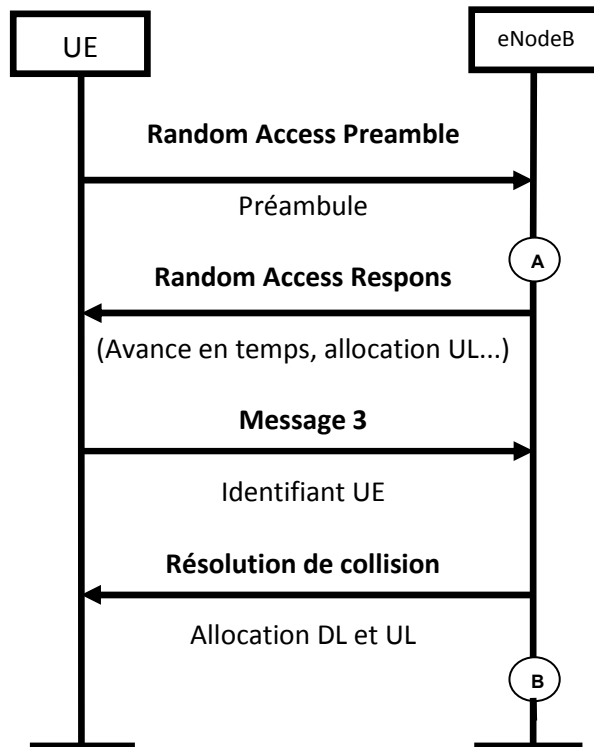 UE
eNodeB
Random Access Preamble
Préambule
A
Random Access Respons
(Avance en temps, allocation UL...)
Message 3
Identifiant UE
Résolution de collision
Allocation DL et UL
B